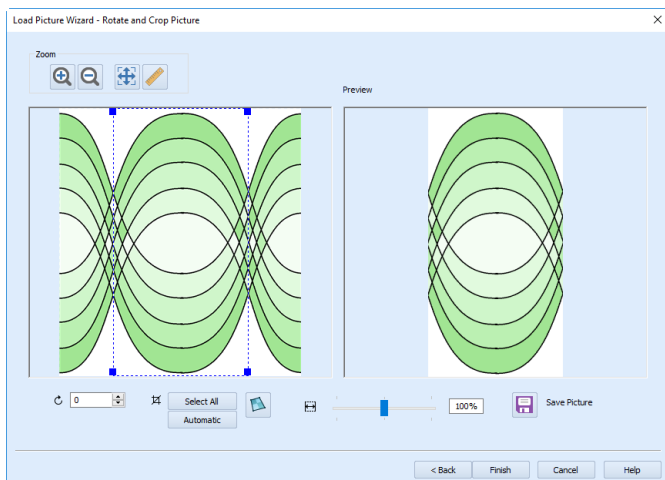 Load Picture Wizard - Rotate and Crop Picture
Zoom
Preview
0
Select All
Automatic
100%
Save Picture
< Back
Finish
Cancel
Help